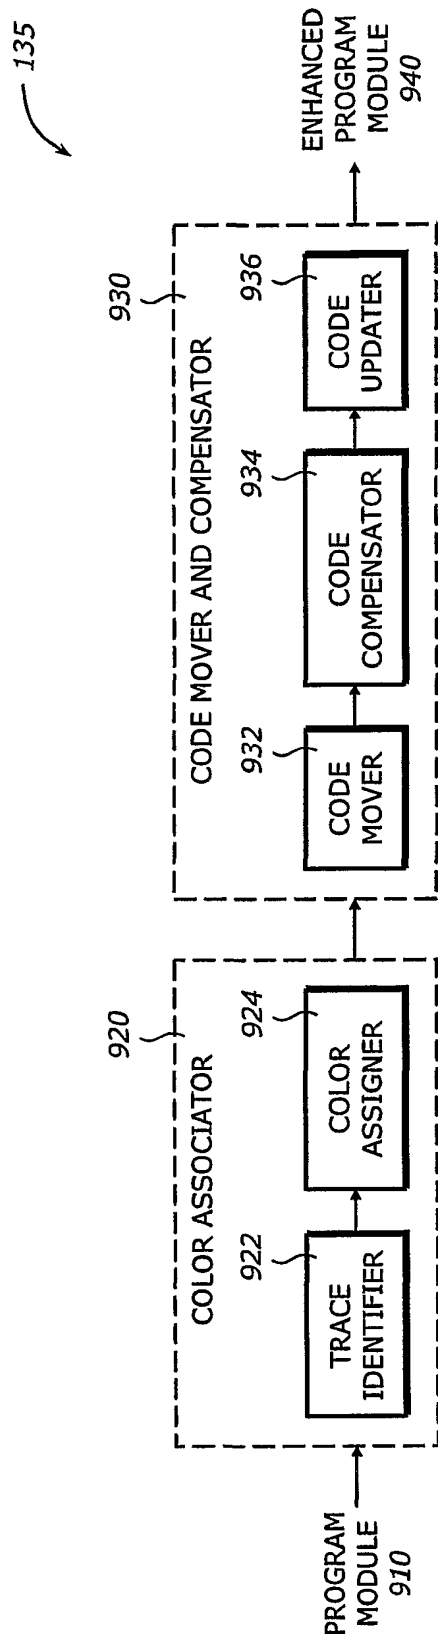 135
PROGRAM
MODULE
910
COLOR ASSOCIATOR
920
TRACE
IDENTIFIER
922
COLOR
ASSIGNER
924
CODE MOVER AND COMPENSATOR
930
CODE
MOVER
932
CODE
COMPENSATOR
934
CODE
UPDATER
936
ENHANCED
PROGRAM
MODULE
940